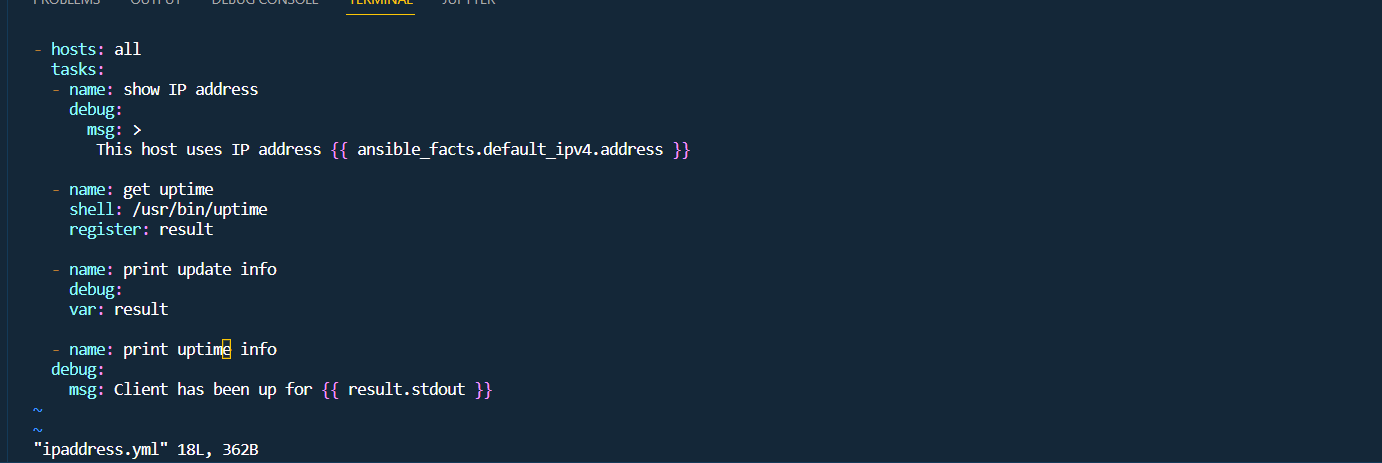 PROBLEMS OUTPUT DEBUG CONSOLE TERMINAL JUPYTER
- hosts: all
  tasks:
  - name: show IP address
    debug:
      msg: >
       This host uses IP address {{ ansible_facts.default_ipv4.address }}
  - name: get uptime
    shell: /usr/bin/uptime
    register: result
  - name: print update info
    debug:
    var: result
  - name: print uptime info
  debug:
    msg: Client has been up for {{ result.stdout }}
~
~
"ipaddress.yml" 18L, 362B